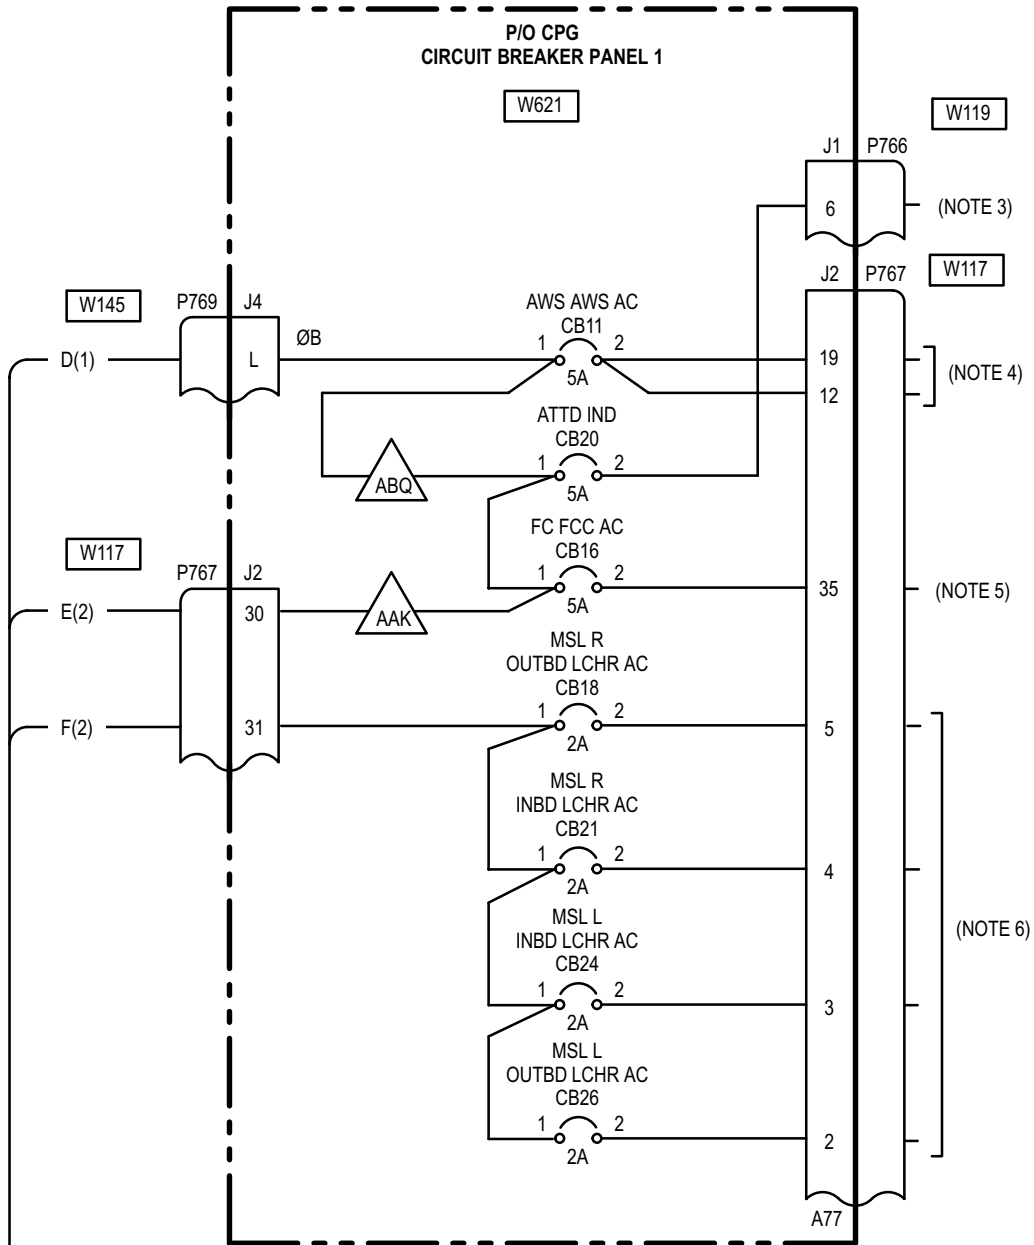 P/O CPG
CIRCUIT BREAKER PANEL 1
W621
W119
J1 P766
6 (NOTE 3)
W117
J2 P767
W145
P769 J4
ØB
D(1)
L
AWS AWS AC
CB11
1 2
5A
19
12
(NOTE 4)
ATTD IND
CB20
1 2
5A
ABQ
W117
P767 J2
E(2)
30
AAK
FC FCC AC
CB16
1 2
5A
35
(NOTE 5)
F(2)
31
MSL R
OUTBD LCHR AC
CB18
1 2
2A
5
MSL R
INBD LCHR AC
CB21
1 2
2A
4
(NOTE 6)
MSL L
INBD LCHR AC
CB24
1 2
2A
3
MSL L
OUTBD LCHR AC
CB26
1 2
2A
2
A77